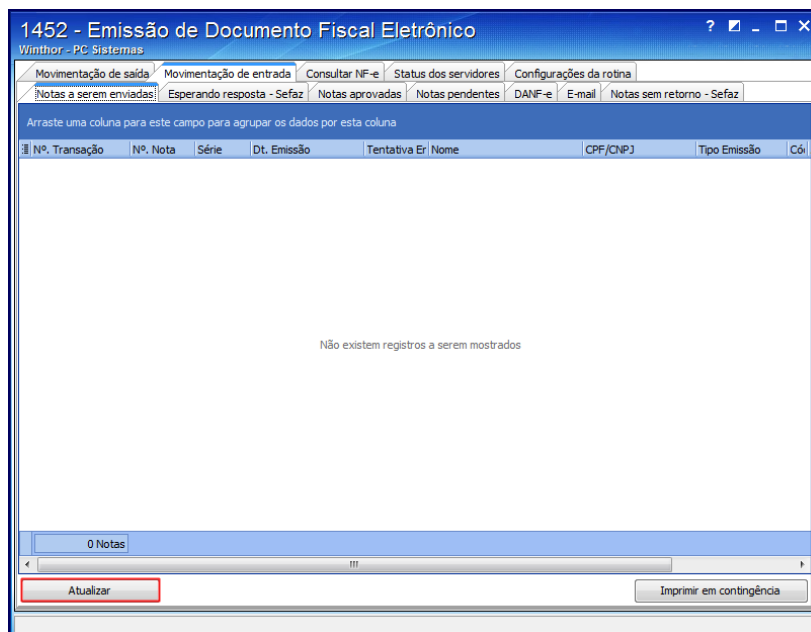 1452 - Emissão de Documento Fiscal Eletrônico
?
Winthor - PC Sistemas
Movimentação de saída Movimentação de entrada Consultar NF-e Status dos servidores Configurações da rotina
Notas a serem enviadas Esperando resposta - Sefaz Notas aprovadas Notas pendentes DANF-e E-mail Notas sem retorno - Sefaz
Arraste uma coluna para este campo para agrupar os dados por esta coluna
Nº. Transação Nº. Nota Série Dt. Emissão Tentativa Er Nome CPF/CNPJ Tipo Emissão Có
Não existem registros a serem mostrados
0 Notas
Atualizar Imprimir em contingência